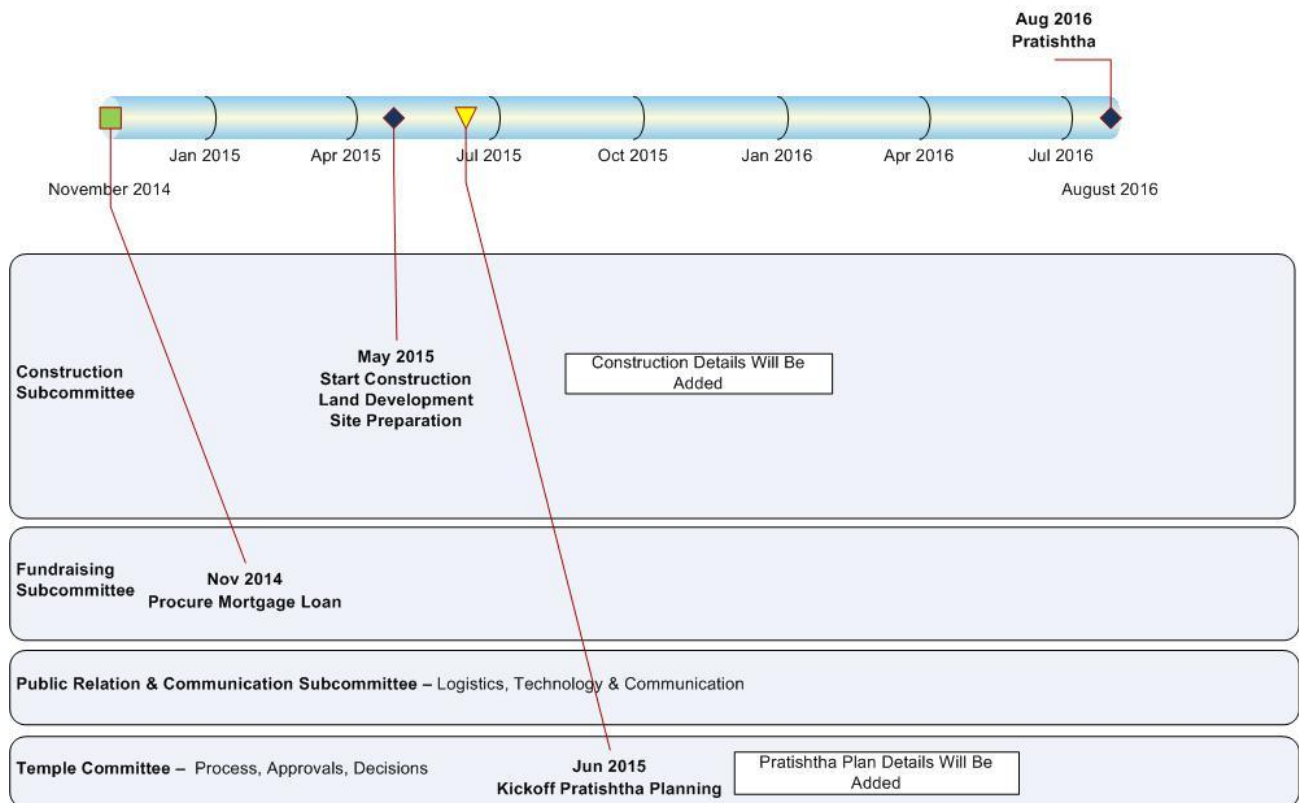 Aug 2016
Pratishtha
Jan 2015
Apr 2015
Jul 2015
Oct 2015
Jan 2016
Apr 2016
Jul 2016
November 2014
August 2016
Construction
Subcommittee
May 2015
Start Construction
Land Development
Site Preparation
Construction Details Will Be
Added
Fundraising
Subcommittee
Nov 2014
Procure Mortgage Loan
Public Relation & Communication Subcommittee – Logistics, Technology & Communication
Temple Committee – Process, Approvals, Decisions
Jun 2015
Kickoff Pratishtha Planning
Pratishtha Plan Details Will Be
Added